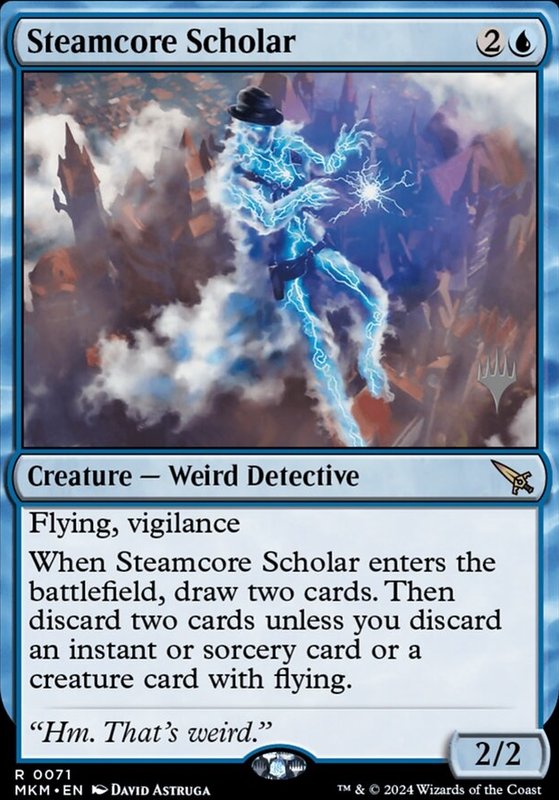 Steamcore Scholar 2
Creature — Weird Detective
Flying, vigilance
When Steamcore Scholar enters the
battlefield, draw two cards. Then
discard two cards unless you discard
an instant or sorcery card or a
creature card with flying.
“Hm. That’s weird.”
2/2
R 0071
MKM • EN DAVID ASTRUGA
™ & © 2024 Wizards of the Coast